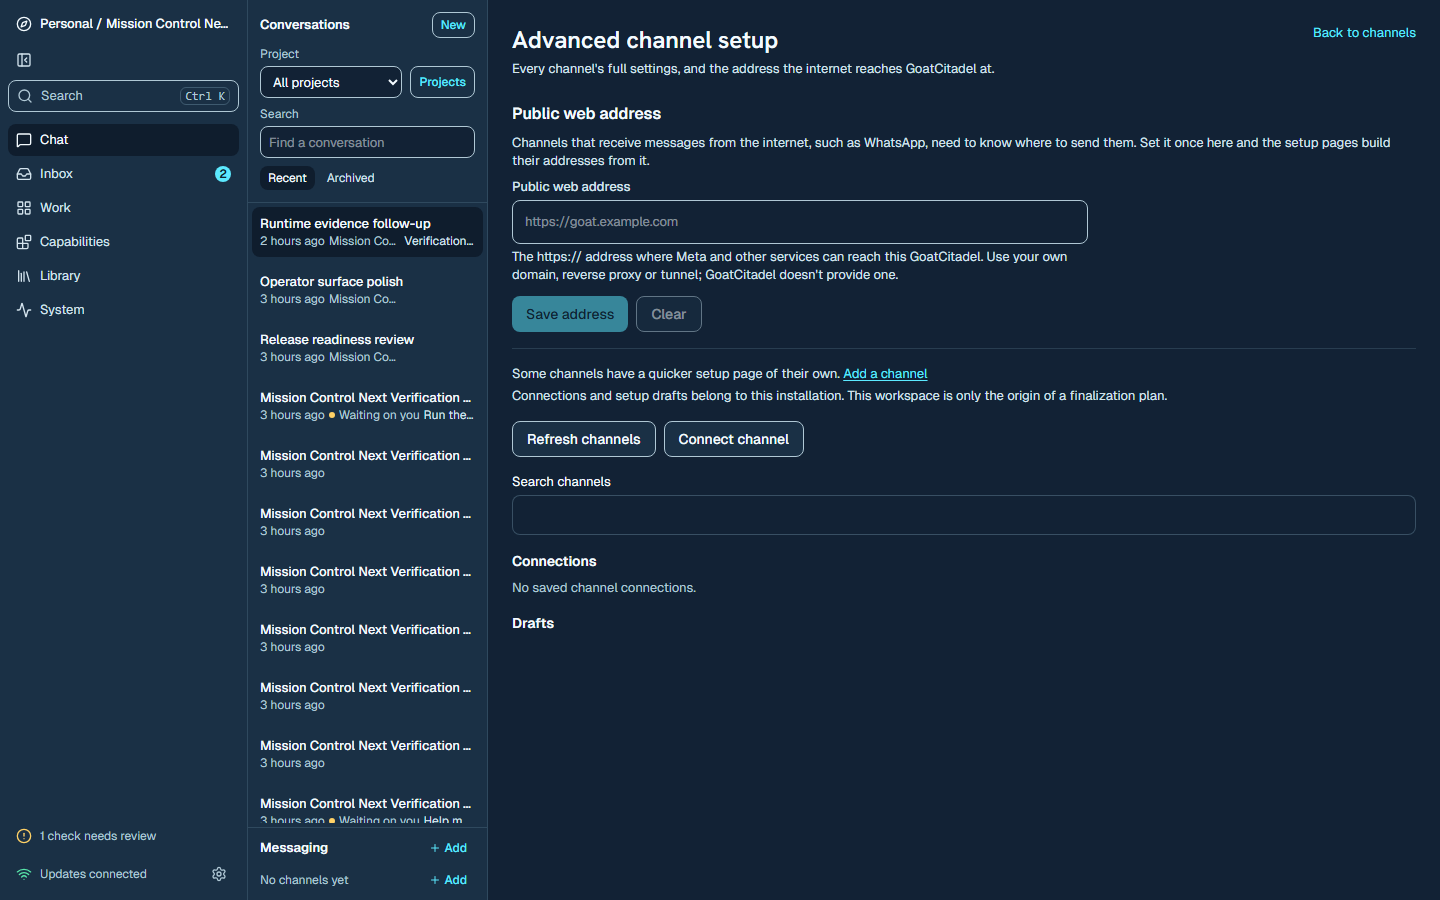 Personal / Mission Control Ne...
Search
Ctrl K
Chat
Inbox
2
Work
Capabilities
Library
System
1 check needs review
Updates connected
Conversations
New
Project
All projects
Projects
Search
Find a conversation
Recent
Archived
Runtime evidence follow-up
2 hours ago Mission Co... Verification...
Operator surface polish
3 hours ago Mission Co...
Release readiness review
3 hours ago Mission Co...
Mission Control Next Verification ...
3 hours ago Waiting on you Run the...
Mission Control Next Verification ...
3 hours ago
Mission Control Next Verification ...
3 hours ago
Mission Control Next Verification ...
3 hours ago
Mission Control Next Verification ...
3 hours ago
Mission Control Next Verification ...
3 hours ago
Mission Control Next Verification ...
3 hours ago
Mission Control Next Verification ...
3 hours ago Waiting on you Help m...
Messaging
+ Add
No channels yet
+ Add
Advanced channel setup
Back to channels
Every channel's full settings, and the address the internet reaches GoatCitadel at.
Public web address
Channels that receive messages from the internet, such as WhatsApp, need to know where to send them. Set it once here and the setup pages build
their addresses from it.
Public web address
https://goat.example.com
The https:// address where Meta and other services can reach this GoatCitadel. Use your own
domain, reverse proxy or tunnel; GoatCitadel doesn't provide one.
Save address
Clear
Some channels have a quicker setup page of their own. Add a channel
Connections and setup drafts belong to this installation. This workspace is only the origin of a finalization plan.
Refresh channels
Connect channel
Search channels
Connections
No saved channel connections.
Drafts